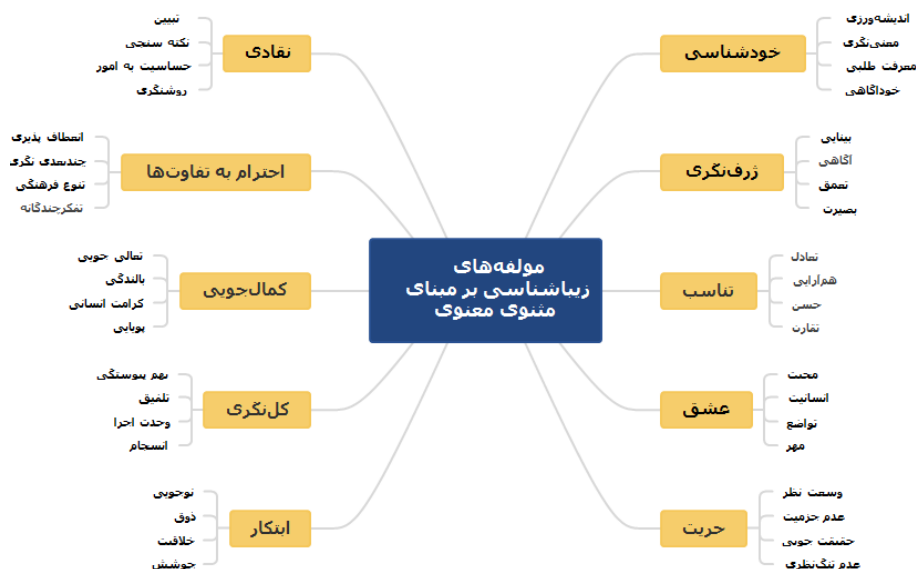 مولفه‌های
زیباشناسی بر مبنای
مثنوی معنوی
خودشناسی
اندیشه‌ورزی
معنی‌نگری
معرفت طلبی
خوداگاهی
ژرف‌نگری
بینایی
آگاهی
تعمق
بصیرت
تناسب
تعادل
هم‌آرایی
حسن
تقارن
عشق
محبت
انسانیت
تواضع
مهر
حریت
وسعت نظر
عدم جزمیت
حقیقت جویی
عدم تنگ‌نظری
نقادی
تبیین
نکته سنجی
حساسیت به امور
روشنگری
احترام به تفاوت‌ها
انعطاف پذیری
چندبعدی نگری
تنوع فرهنگی
تفکرچندگانه
کمال‌جویی
تعالی جویی
بالندگی
کرامت انسانی
پویایی
کل‌نگری
بهم پیوستگی
تلفیق
وحدت اجزا
انسجام
ابتکار
نوجویی
ذوق
خلاقیت
جوشش